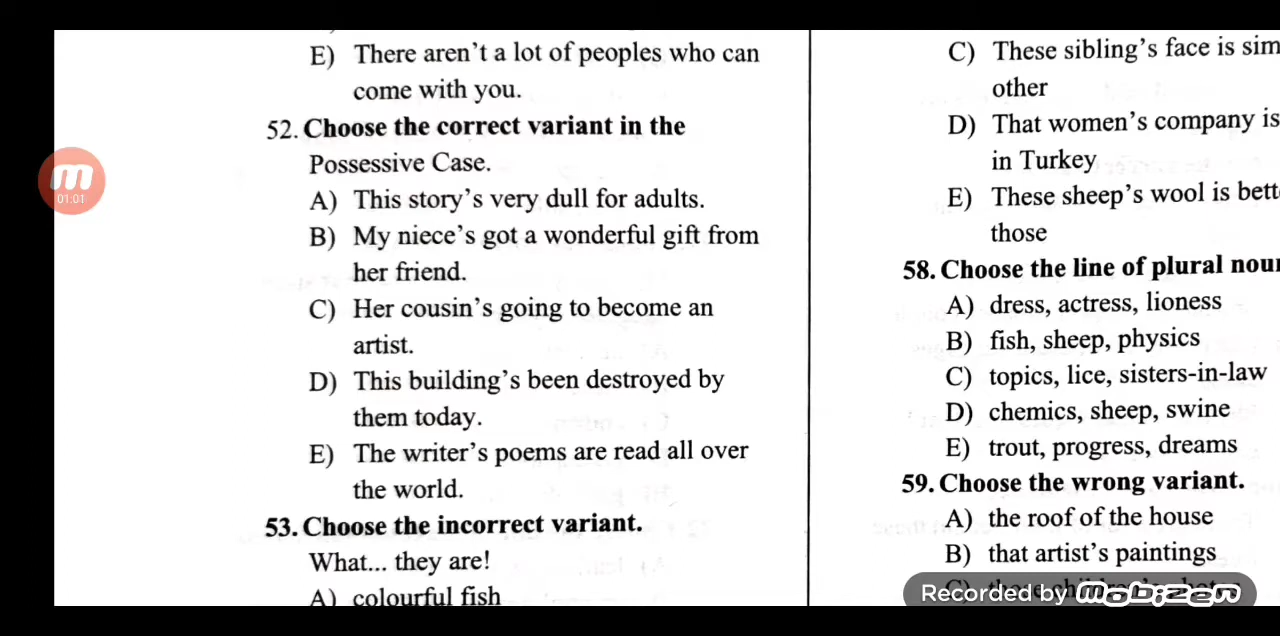 E) There aren't a lot of peoples who can
come with you.
52. Choose the correct variant in the
Possessive Case.
A) This story's very dull for adults.
B) My niece's got a wonderful gift from
her friend.
C) Her cousin's going to become an
artist.
D) This building's been destroyed by
them today.
E) The writer's poems are read all over
the world.
53. Choose the incorrect variant.
What... they are!
A) colourful fish
C) These sibling's face is
other
D) That women's company is
in Turkey
E) These sheep's wool is
those
58. Choose the line of plural
A) dress, actress, lioness
B) fish, sheep, physics
C) topics, lice, sisters-in-law
D) chemics, sheep, swine
E) trout, progress, dreams
59. Choose the wrong variant.
A) the roof of the house
B) that artist's paintings
01:01
Recorded by mobizen